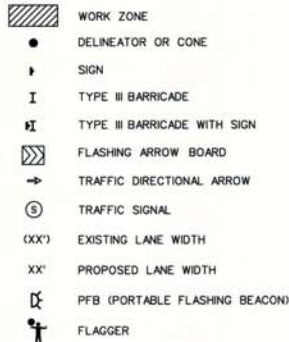 WORK ZONE
DELINEATOR OR CONE
SIGN
TYPE III BARRICADE
TYPE III BARRICADE WITH SIGN
FLASHING ARROW BOARD
TRAFFIC DIRECTIONAL ARROW
S TRAFFIC SIGNAL
(XX') EXISTING LANE WIDTH
XX' PROPOSED LANE WIDTH
PFB (PORTABLE FLASHING BEACON)
FLAGGER